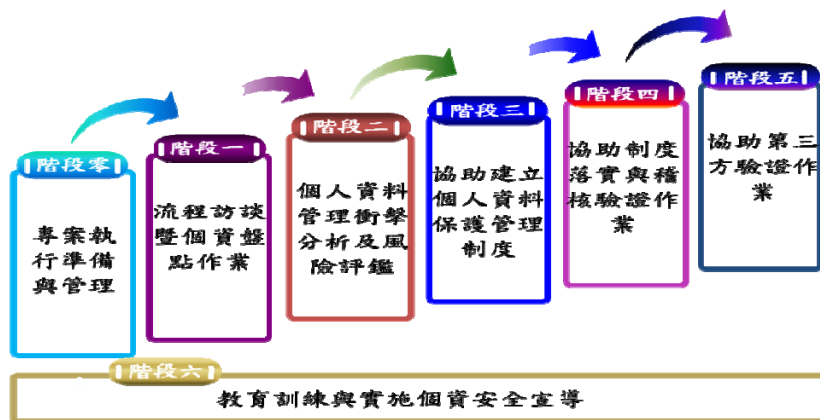 階段零
專案執
行準備
與管理
階段一
流程訪談
暨個資盤
點作業
階段二
個人資料
管理衝擊
分析及風
險評鑑
階段三
協助建立
個人資料
保護管理
制度
階段四
協助制度
落實與稽
核驗證作
業
階段五
協助第三
方驗證作
業
階段六
教育訓練與實施個資安全宣導